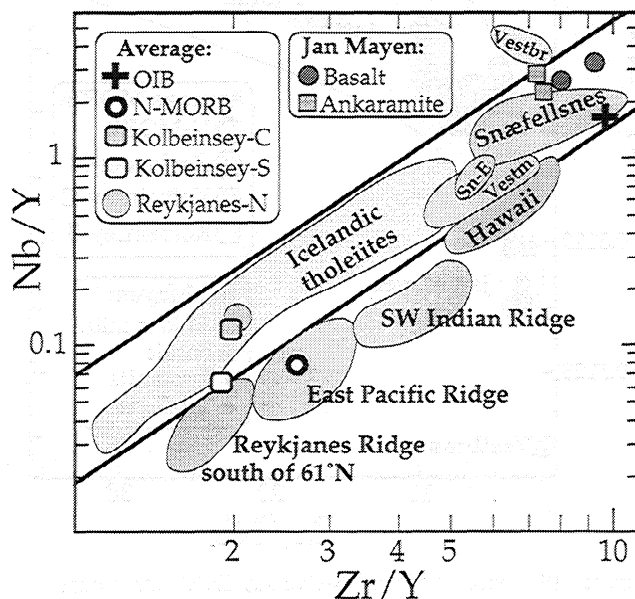 Average:
OIB
N-MORB
Kolbeinsey-C
Kolbeinsey-S
Reykjanes-N
Jan Mayen:
Basalt
Ankaramite
Vestbr
Snæfellsnes
Sn-E
Vestm
Hawaii
Icelandic
tholeiites
SW Indian Ridge
East Pacific Ridge
Reykjanes Ridge
south of 61°N
Nb/Y
1
0.1
2
3
4
5
7
10
Zr/Y